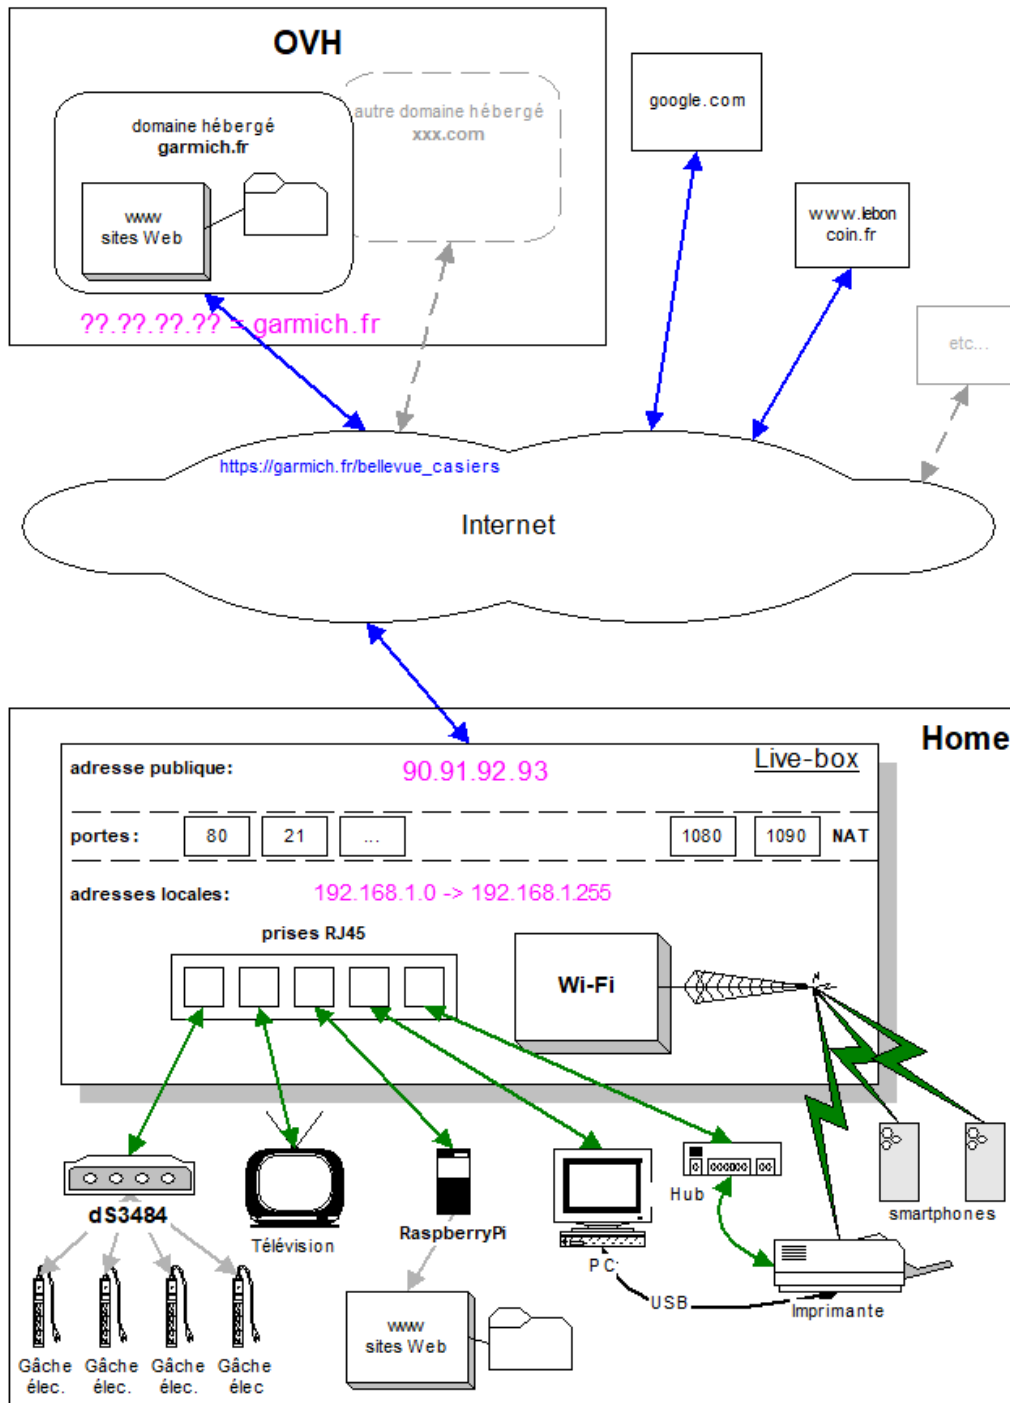 OVH
domaine hébergé
garmich.fr
autre domaine hébergé
xxx.com
www
sites Web
??.??.??.?? = garmich.fr
google.com
www.lebon
coin.fr
etc...
https://garmich.fr/bellevue_casiers
Internet
Home
Live-box
adresse publique:
90.91.92.93
portes:
80
21
...
1080
1090
NAT
adresses locales:
192.168.1.0 -> 192.168.1.255
prises RJ45
Wi-Fi
dS3484
Télévision
RaspberryPi
PC
Hub
USB
Imprimante
smartphones
www
sites Web
Gâche
élec.
Gâche
élec.
Gâche
élec.
Gâche
élec